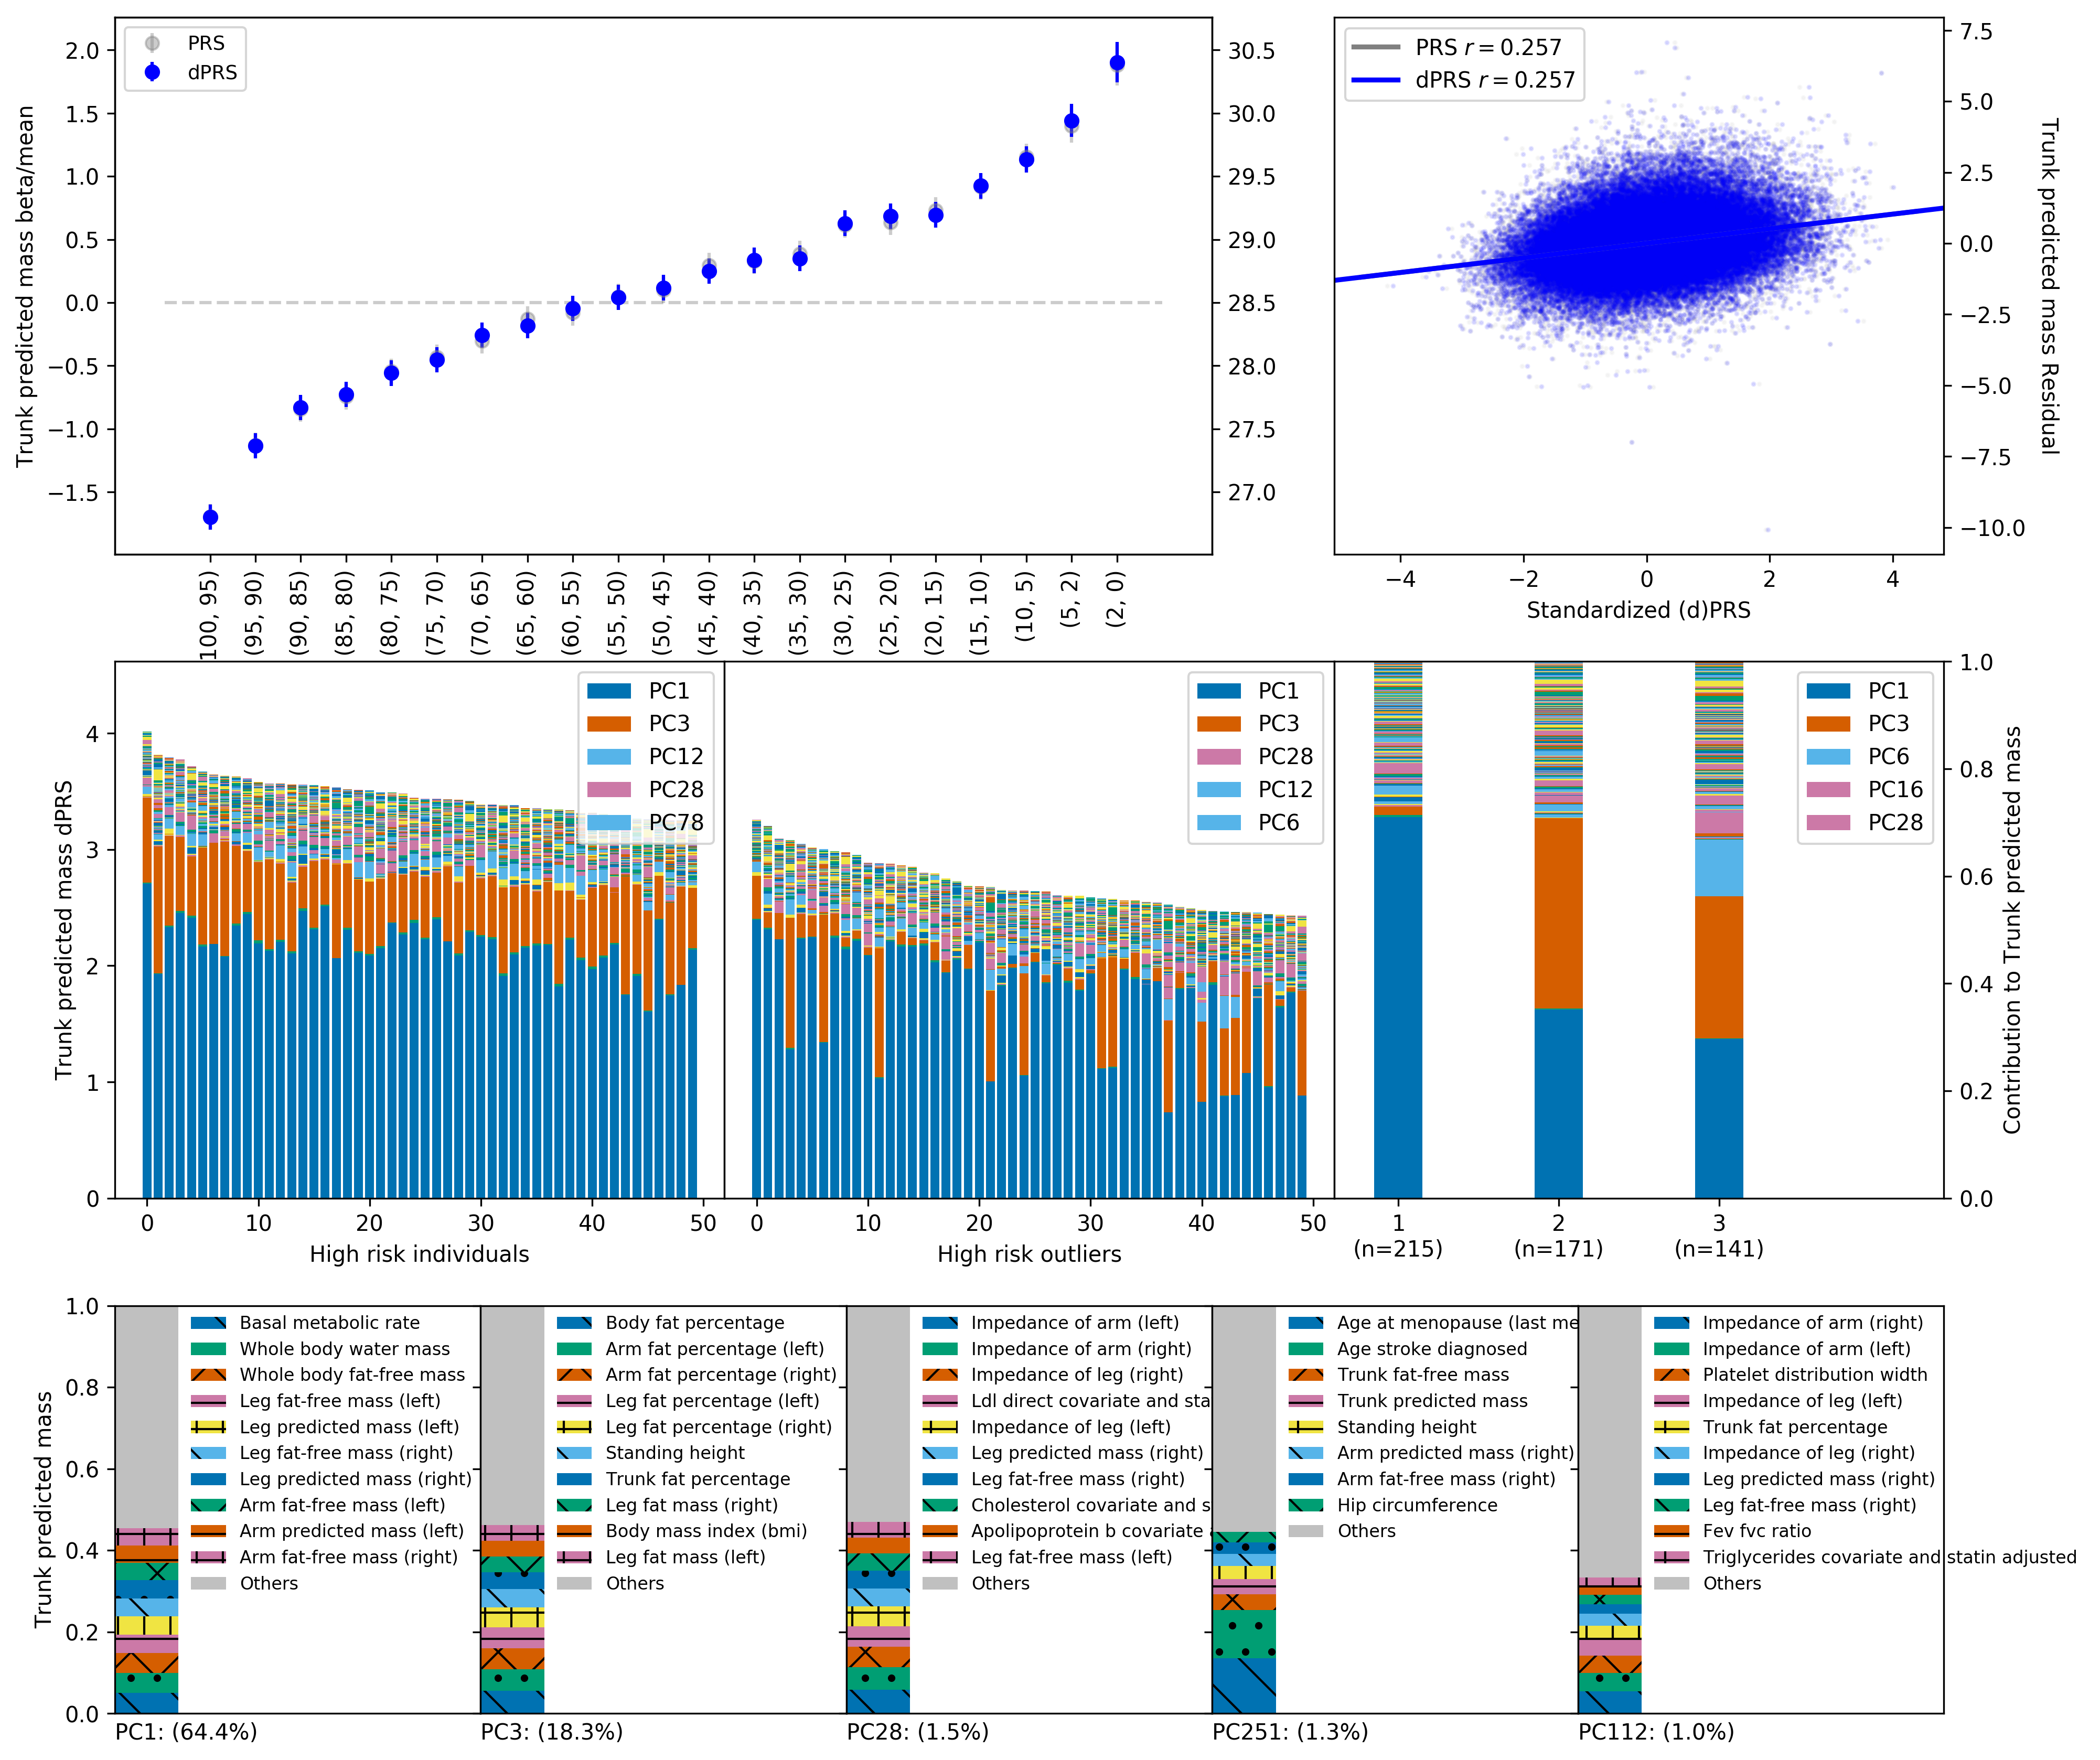 PRS
dPRS
2.0
1.5
1.0
0.5
0.0
−0.5
−1.0
−1.5
Trunk predicted mass beta/mean
30.5
30.0
29.5
29.0
28.5
28.0
27.5
27.0
100, 95)
(95, 90)
(90, 85)
(85, 80)
(80, 75)
(75, 70)
(70, 65)
(65, 60)
(60, 55)
(55, 50)
(50, 45)
(45, 40)
(40, 35)
(35, 30)
(30, 25)
(25, 20)
(20, 15)
(15, 10)
(10, 5)
(5, 2)
(2, 0)
PRS r = 0.257
dPRS r = 0.257
7.5
5.0
2.5
0.0
−2.5
−5.0
−7.5
−10.0
Trunk predicted mass Residual
−4
−2
0
2
4
Standardized (d)PRS
Trunk predicted mass dPRS
4
3
2
1
0
PC1
PC3
PC12
PC28
PC78
0
10
20
30
40
50
High risk individuals
PC1
PC3
PC28
PC12
PC6
0
10
20
30
40
50
High risk outliers
PC1
PC3
PC6
PC16
PC28
1.0
0.8
0.6
0.4
0.2
0.0
Contribution to Trunk predicted mass
1
(n=215)
2
(n=171)
3
(n=141)
Trunk predicted mass
1.0
0.8
0.6
0.4
0.2
0.0
Basal metabolic rate
Whole body water mass
Whole body fat-free mass
Leg fat-free mass (left)
Leg predicted mass (left)
Leg fat-free mass (right)
Leg predicted mass (right)
Arm fat-free mass (left)
Arm predicted mass (left)
Arm fat-free mass (right)
Others
PC1: (64.4%)
Body fat percentage
Arm fat percentage (left)
Arm fat percentage (right)
Leg fat percentage (left)
Leg fat percentage (right)
Standing height
Trunk fat percentage
Leg fat mass (right)
Body mass index (bmi)
Leg fat mass (left)
Others
PC3: (18.3%)
Impedance of arm (left)
Impedance of arm (right)
Impedance of leg (right)
Ldl direct covariate and sta
Impedance of leg (left)
Leg predicted mass (right)
Leg fat-free mass (right)
Cholesterol covariate and s
Apolipoprotein b covariate
Leg fat-free mass (left)
Others
PC28: (1.5%)
Age at menopause (last me
Age stroke diagnosed
Trunk fat-free mass
Trunk predicted mass
Standing height
Arm predicted mass (right)
Arm fat-free mass (right)
Hip circumference
Others
PC251: (1.3%)
Impedance of arm (right)
Impedance of arm (left)
Platelet distribution width
Impedance of leg (left)
Trunk fat percentage
Impedance of leg (right)
Leg predicted mass (right)
Leg fat-free mass (right)
Fev fvc ratio
Triglycerides covariate and statin adjusted
Others
PC112: (1.0%)